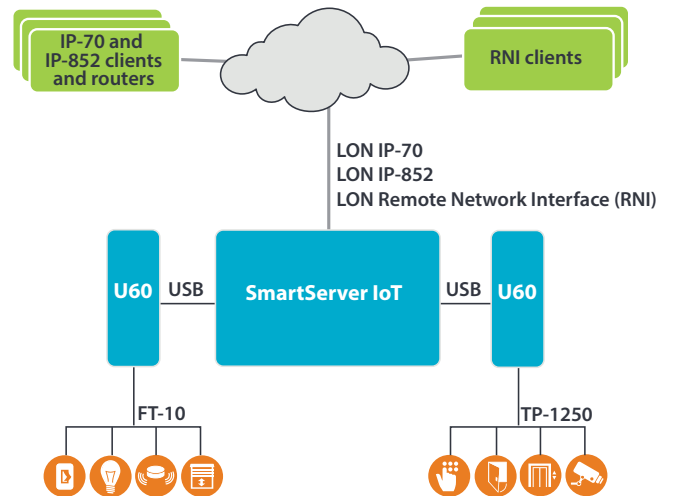 IP-70 and
IP-852 clients
and routers
RNI clients
LON IP-70
LON IP-852
LON Remote Network Interface (RNI)
U60
USB
SmartServer IoT
USB
U60
FT-10
TP-1250